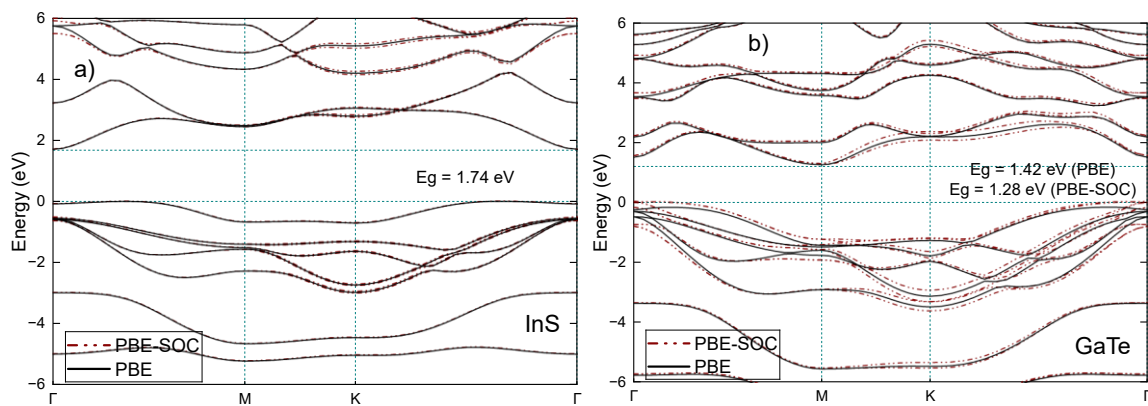 a)
6
4
2
0
-2
-4
-6
Energy (eV)
Eg = 1.74 eV
InS
PBE-SOC
PBE
Γ
M
K
Γ
b)
6
4
2
0
-2
-4
-6
Energy (eV)
Eg = 1.42 eV (PBE)
Eg = 1.28 eV (PBE-SOC)
GaTe
PBE-SOC
PBE
Γ
M
K
Γ